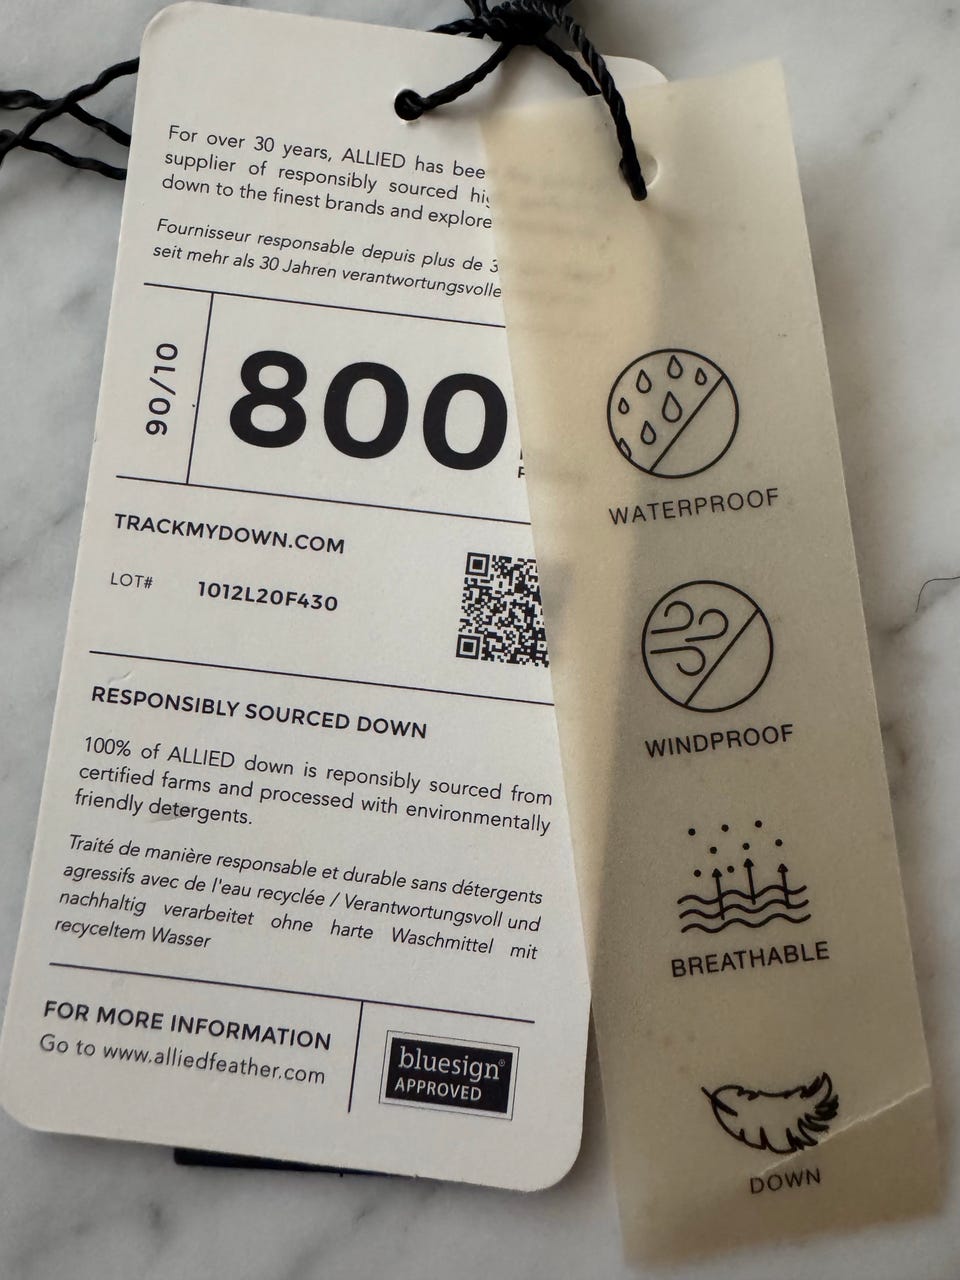 For over 30 years, ALLIED has bee
supplier of responsibly sourced hig
down to the finest brands and explore
Fournisseur responsable depuis plus de 3
seit mehr als 30 Jahren verantwortungsvolle
90/10
800
TRACKMYDOWN.COM
LOT# 1012L20F430
RESPONSIBLY SOURCED DOWN
100% of ALLIED down is reponsibly sourced from
certified farms and processed with environmentally
friendly detergents.
Traité de manière responsable et durable sans détergents
agressifs avec de l'eau recyclée / Verantwortungsvoll und
nachhaltig verarbeitet ohne harte Waschmittel mit
recyceltem Wasser
FOR MORE INFORMATION
Go to www.alliedfeather.com
bluesign®
APPROVED
WATERPROOF
WINDPROOF
BREATHABLE
DOWN